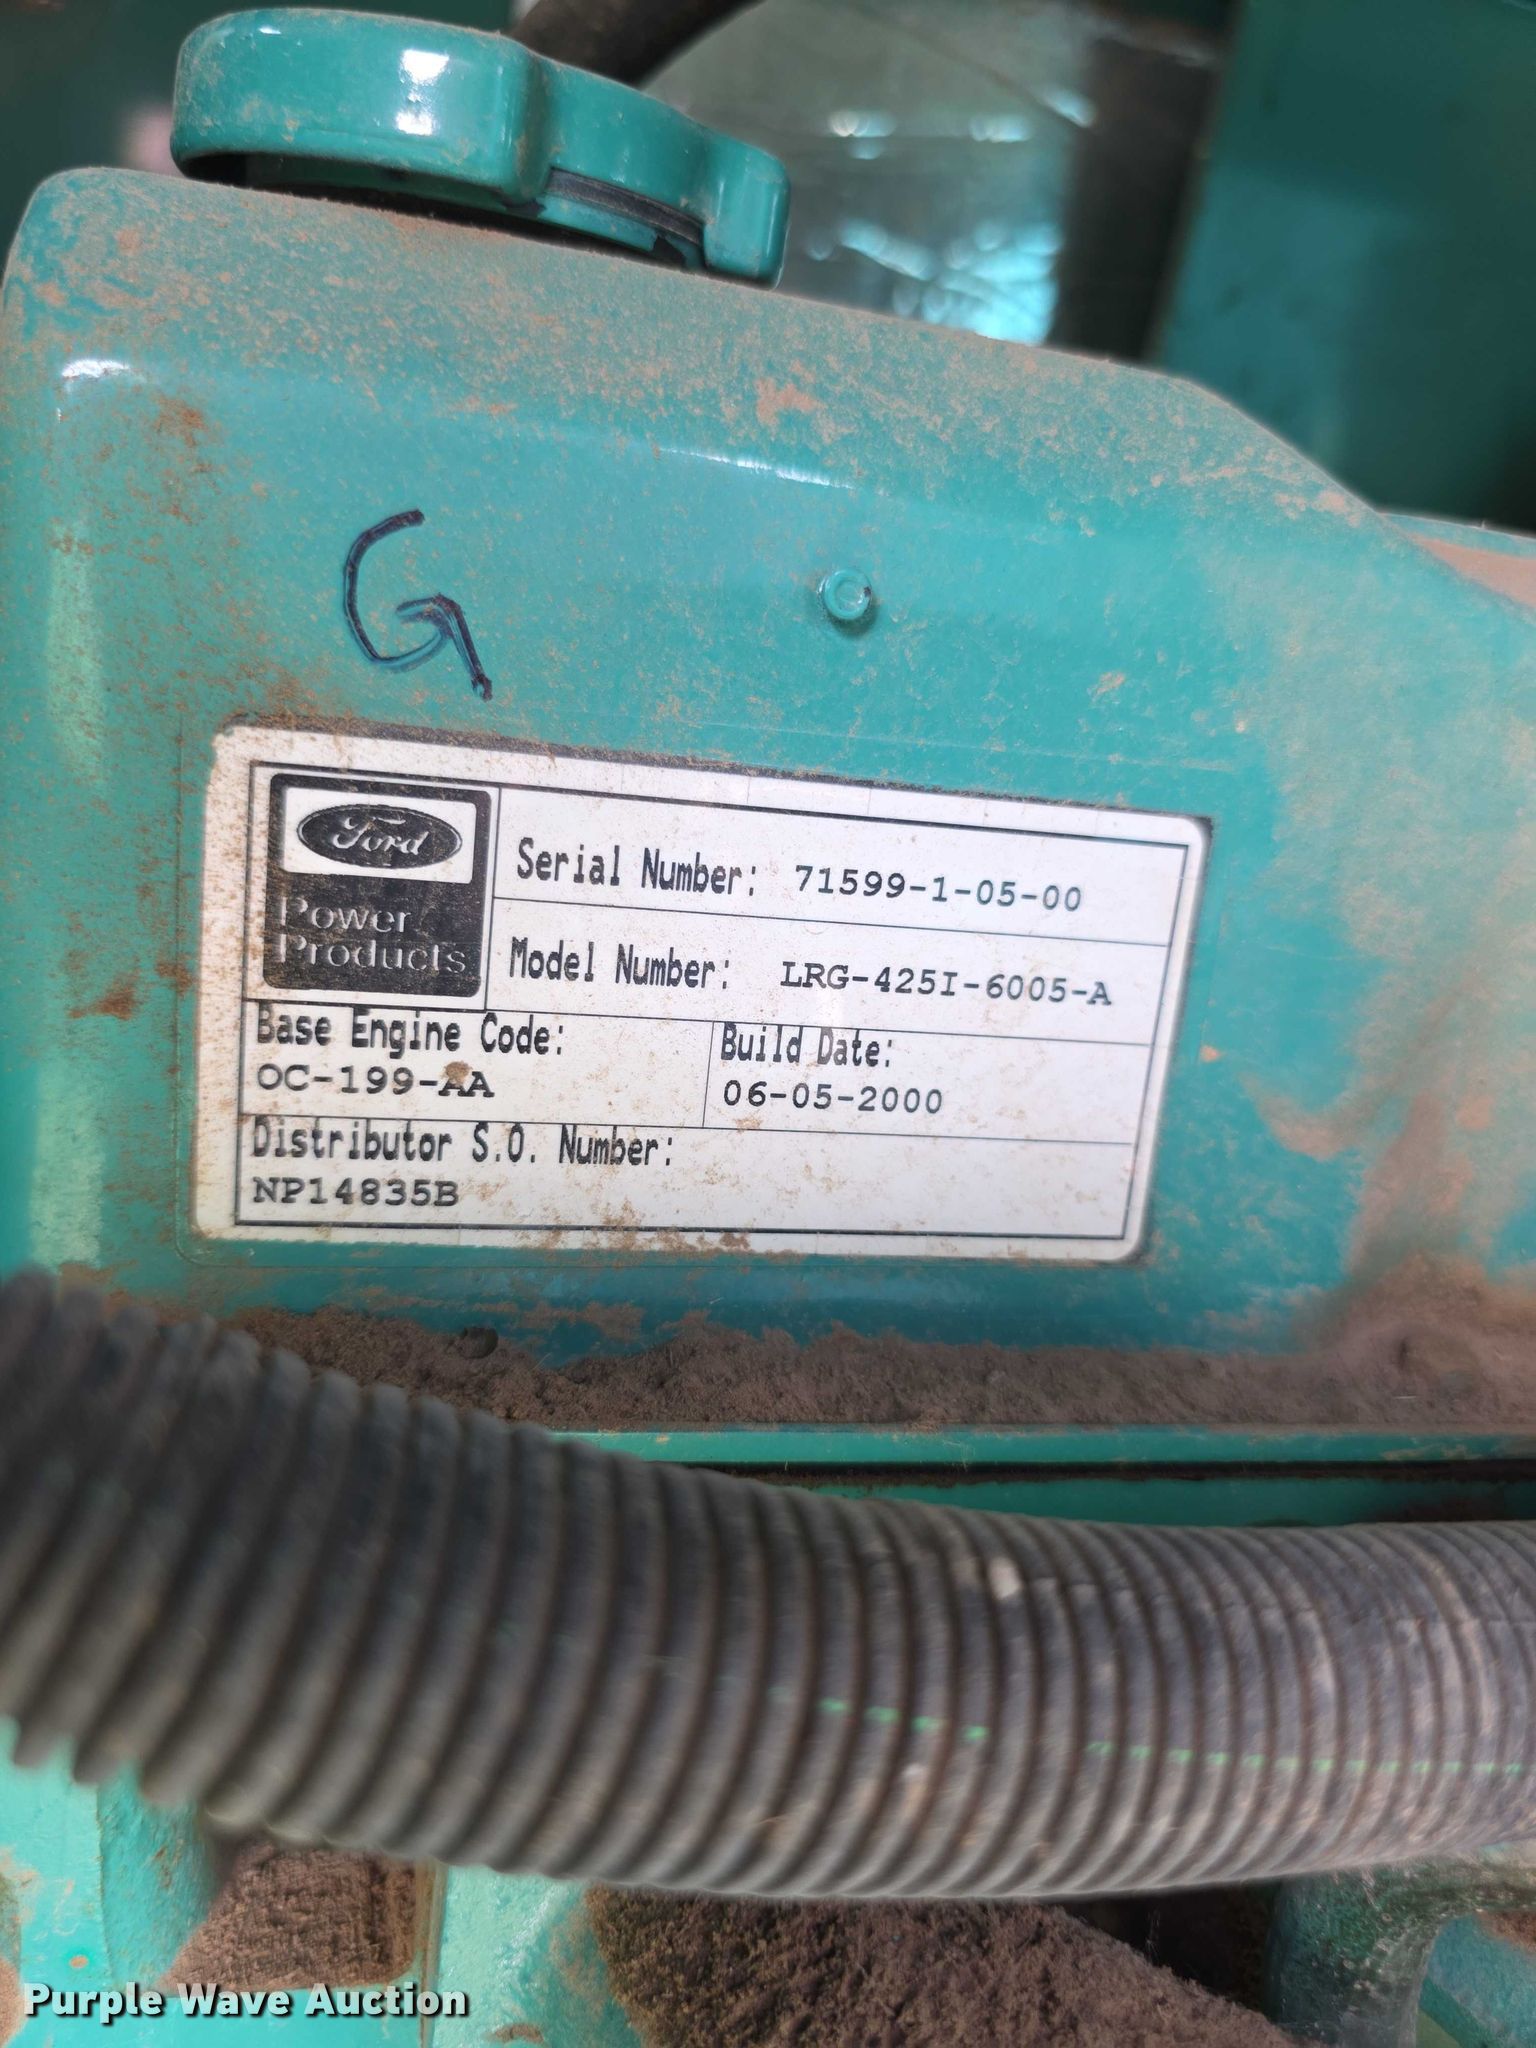 G
Ford
Power
Products
Serial Number: 71599-1-05-00
Model Number: LRG-425I-6005-A
Base Engine Code:
OC-199-AA
Build Date:
06-05-2000
Distributor S.O. Number:
NP14835B
Purple Wave Auction